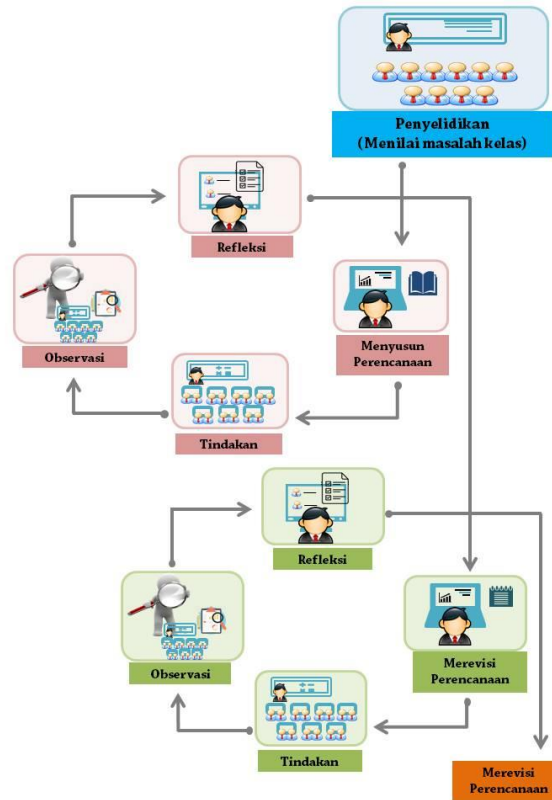 Penyelidikan
(Menilai masalah kelas)
Refleksi
Menyusun
Perencanaan
Observasi
Tindakan
Refleksi
Merevisi
Perencanaan
Observasi
Tindakan
Merevisi
Perencanaan